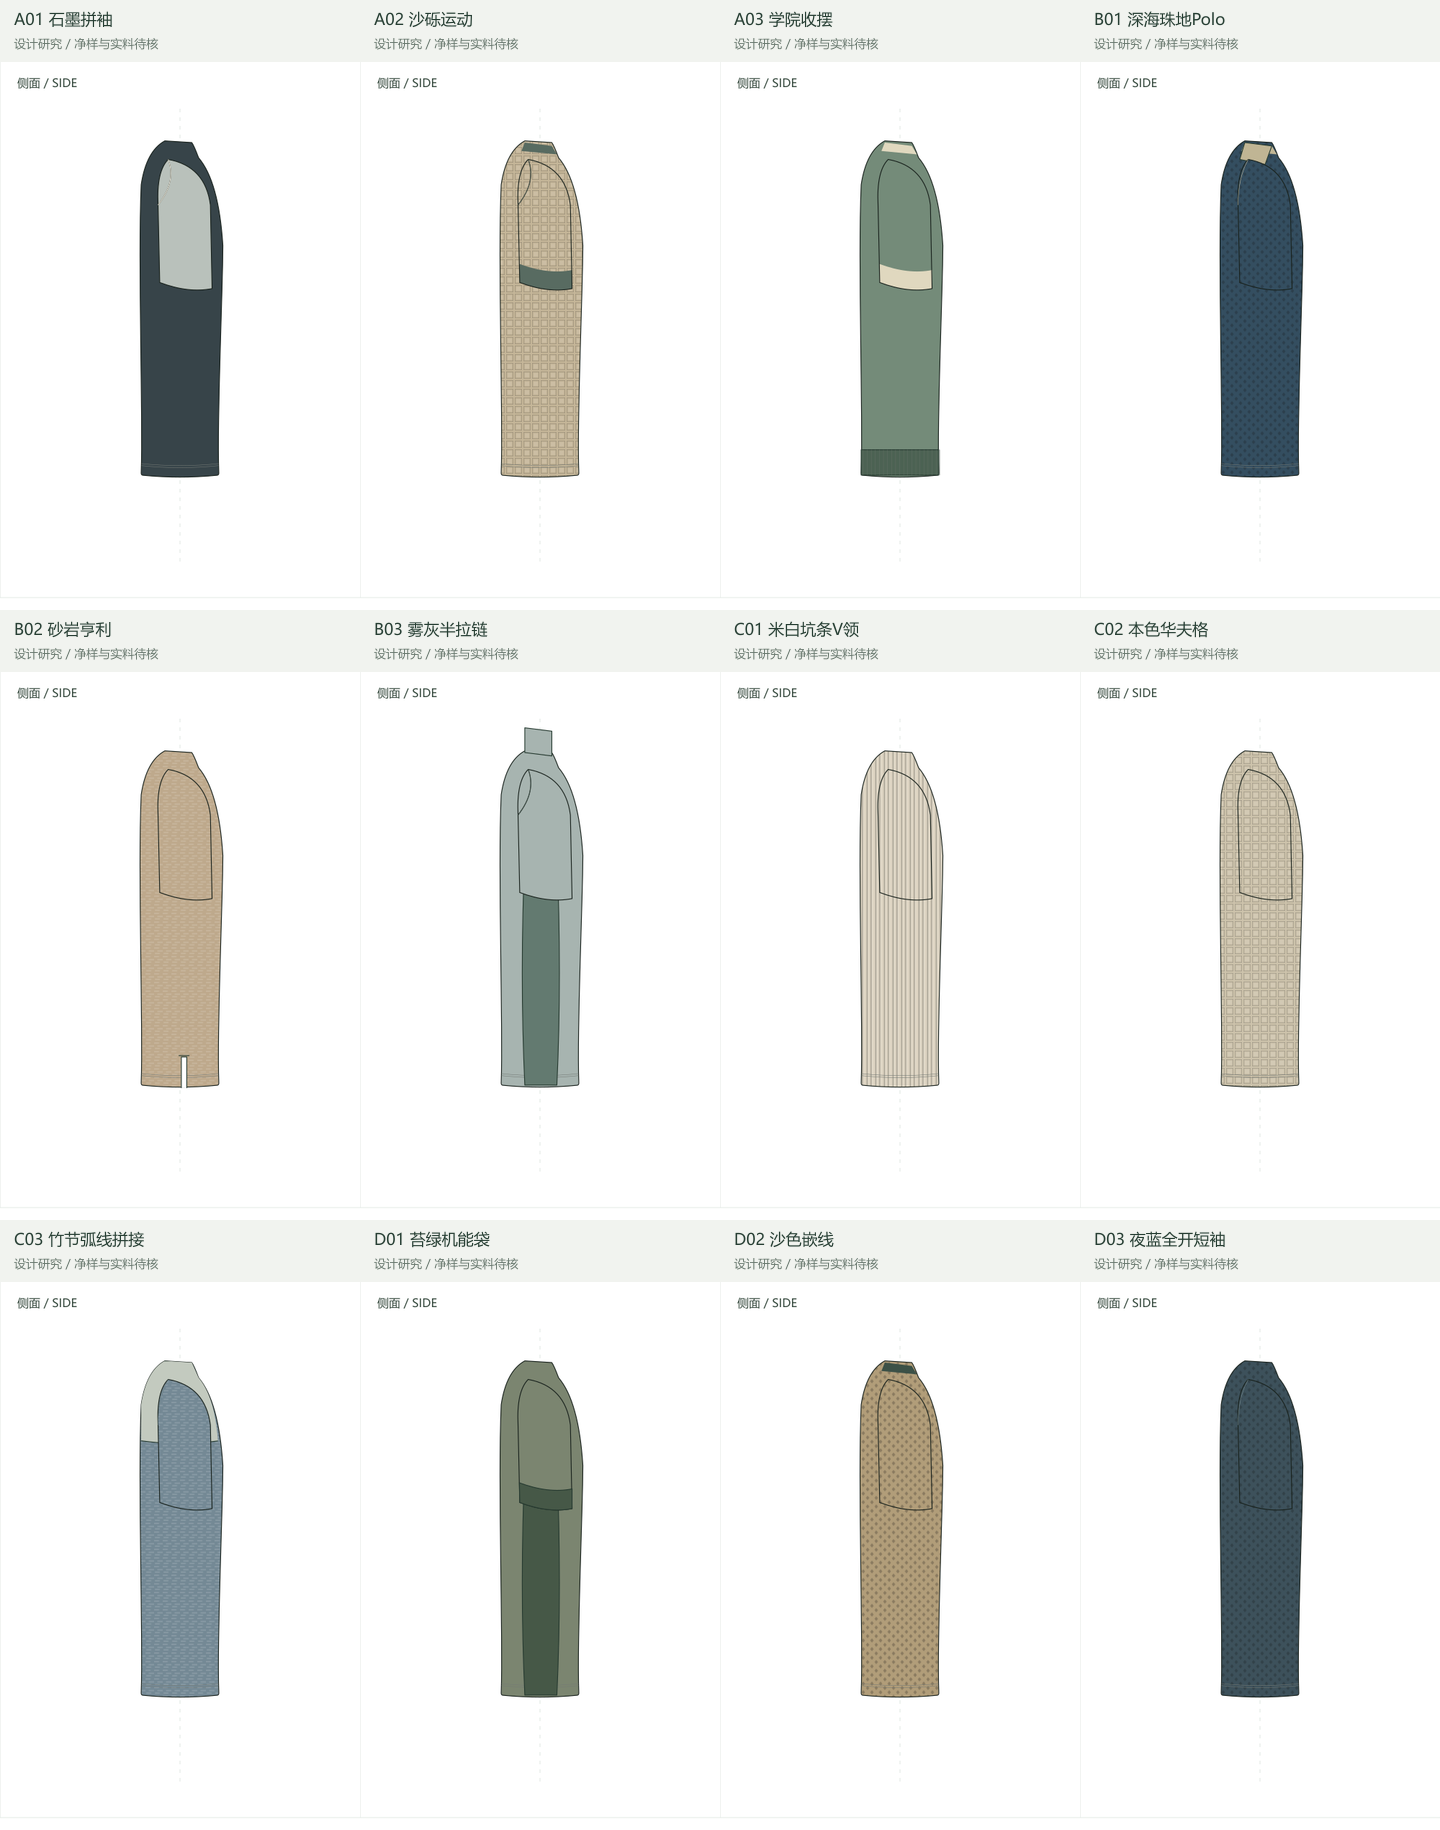 A01 石墨拼袖
设计研究 / 净样与实料待核
侧面 / SIDE
A02 沙砾运动
设计研究 / 净样与实料待核
侧面 / SIDE
A03 学院收摆
设计研究 / 净样与实料待核
侧面 / SIDE
B01 深海珠地Polo
设计研究 / 净样与实料待核
侧面 / SIDE
B02 砂岩亨利
设计研究 / 净样与实料待核
侧面 / SIDE
B03 雾灰半拉链
设计研究 / 净样与实料待核
侧面 / SIDE
C01 米白坑条V领
设计研究 / 净样与实料待核
侧面 / SIDE
C02 本色华夫格
设计研究 / 净样与实料待核
侧面 / SIDE
C03 竹节弧线拼接
设计研究 / 净样与实料待核
侧面 / SIDE
D01 苔绿机能袋
设计研究 / 净样与实料待核
侧面 / SIDE
D02 沙色嵌线
设计研究 / 净样与实料待核
侧面 / SIDE
D03 夜蓝全开短袖
设计研究 / 净样与实料待核
侧面 / SIDE